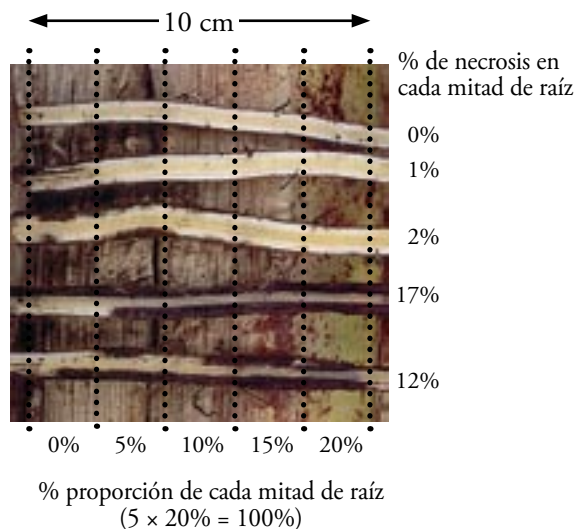 10 cm
% de necrosis en
cada mitad de raíz
0%
1%
2%
17%
12%
0% 5% 10% 15% 20%
% proporción de cada mitad de raíz
(5 × 20% = 100%)